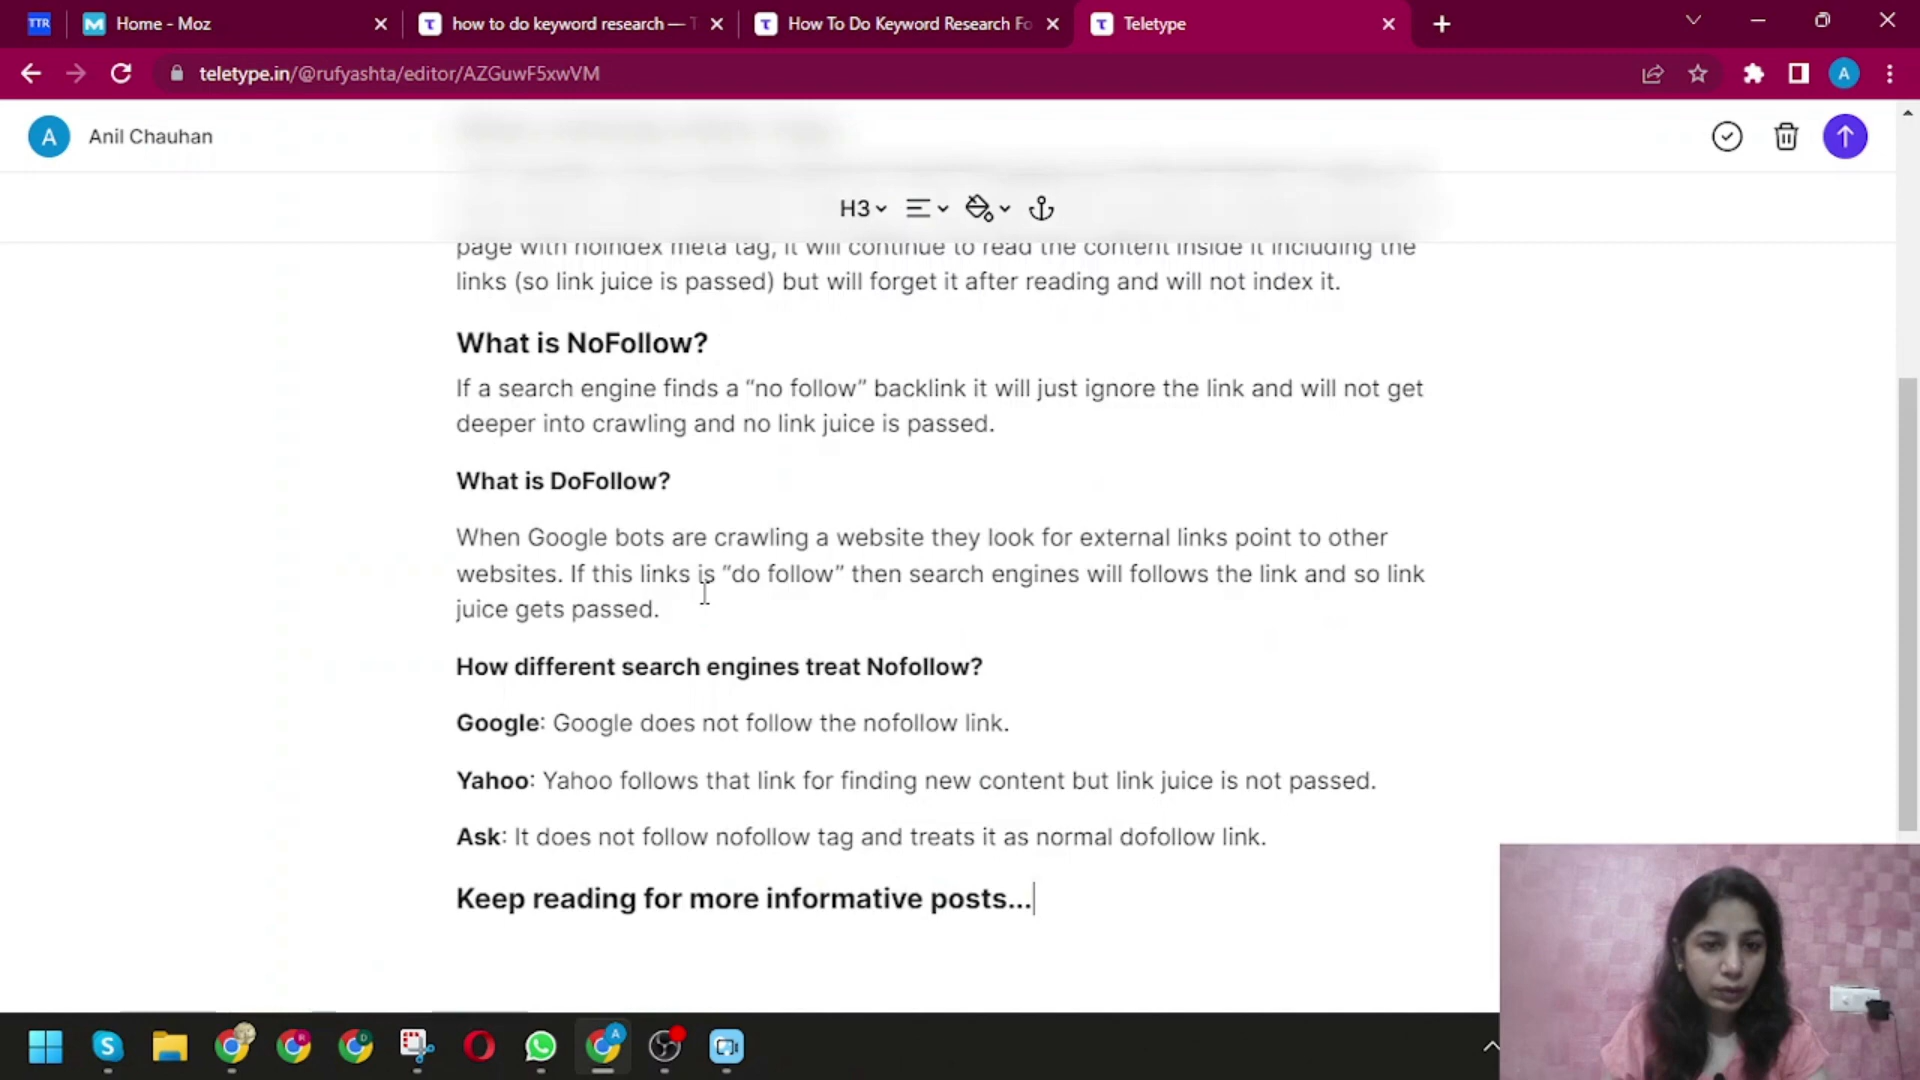 TTR
Home - Moz
how to do keyword research — T
How To Do Keyword Research Fo
Teletype
teletype.in/@rufyashta/editor/AZGuwF5xwVM
A
A
Anil Chauhan
H3
page with noindex meta tag, it will continue to read the content inside it including the
links (so link juice is passed) but will forget it after reading and will not index it.
What is NoFollow?
If a search engine finds a “no follow” backlink it will just ignore the link and will not get
deeper into crawling and no link juice is passed.
What is DoFollow?
When Google bots are crawling a website they look for external links point to other
websites. If this links is “do follow” then search engines will follows the link and so link
juice gets passed.
How different search engines treat Nofollow?
Google: Google does not follow the nofollow link.
Yahoo: Yahoo follows that link for finding new content but link juice is not passed.
Ask: It does not follow nofollow tag and treats it as normal dofollow link.
Keep reading for more informative posts...